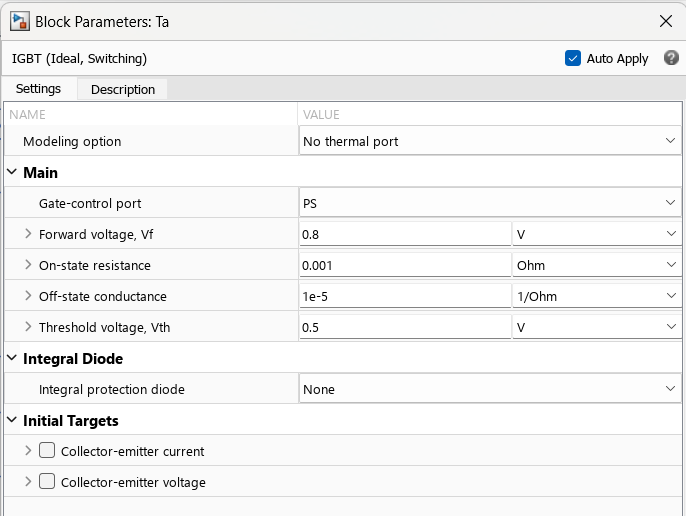 Block Parameters: Ta
IGBT (Ideal, Switching)
Auto Apply
Settings
Description
NAME
VALUE
Modeling option
No thermal port
Main
Gate-control port
PS
Forward voltage, Vf
0.8
V
On-state resistance
0.001
Ohm
Off-state conductance
1e-5
1/Ohm
Threshold voltage, Vth
0.5
V
Integral Diode
Integral protection diode
None
Initial Targets
Collector-emitter current
Collector-emitter voltage